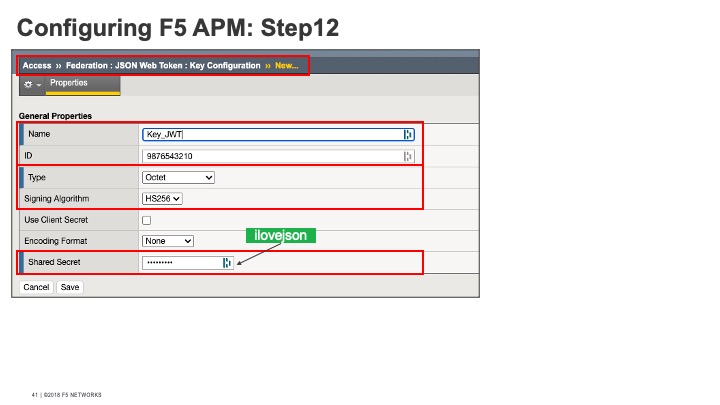 Configuring F5 APM: Step12
Access ›› Federation : JSON Web Token : Key Configuration ›› New...
Properties
General Properties
Name Key_JWT
ID 9876543210
Type Octet
Signing Algorithm HS256
Use Client Secret
Encoding Format None
ilovejson
Shared Secret •••••••••
Cancel Save
41 | ©2018 F5 NETWORKS